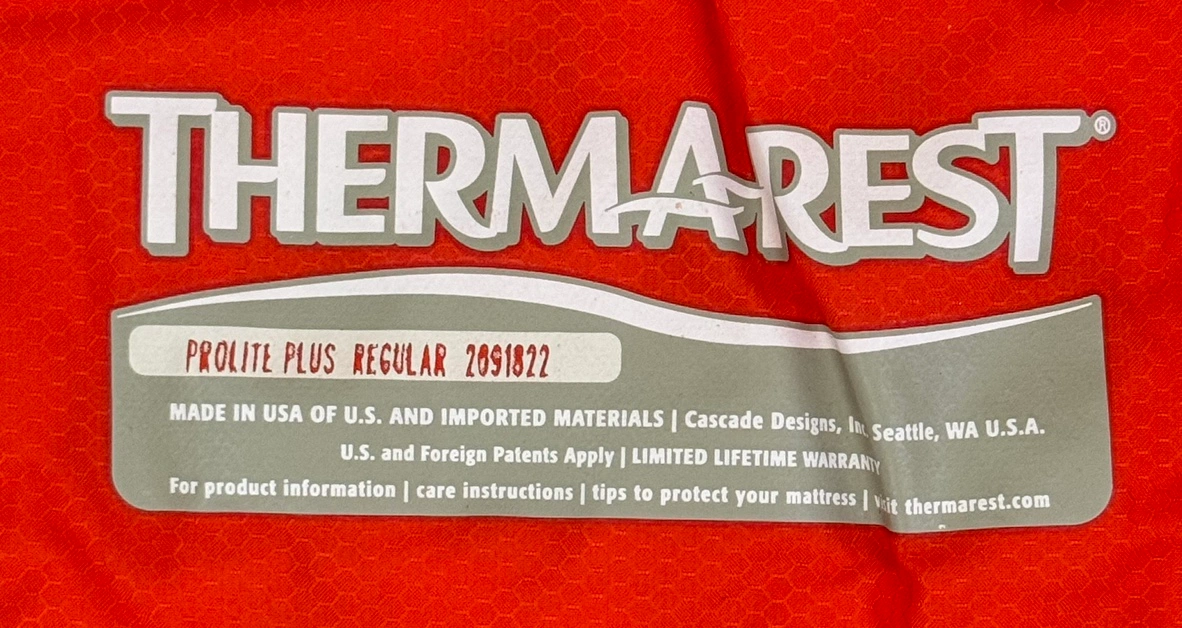 THERMAREST®
PROLITE PLUS REGULAR 2091822
MADE IN USA OF U.S. AND IMPORTED MATERIALS | Cascade Designs, Inc. Seattle, WA U.S.A.
U.S. and Foreign Patents Apply | LIMITED LIFETIME WARRANTY
For product information | care instructions | tips to protect your mattress | visit thermarest.com